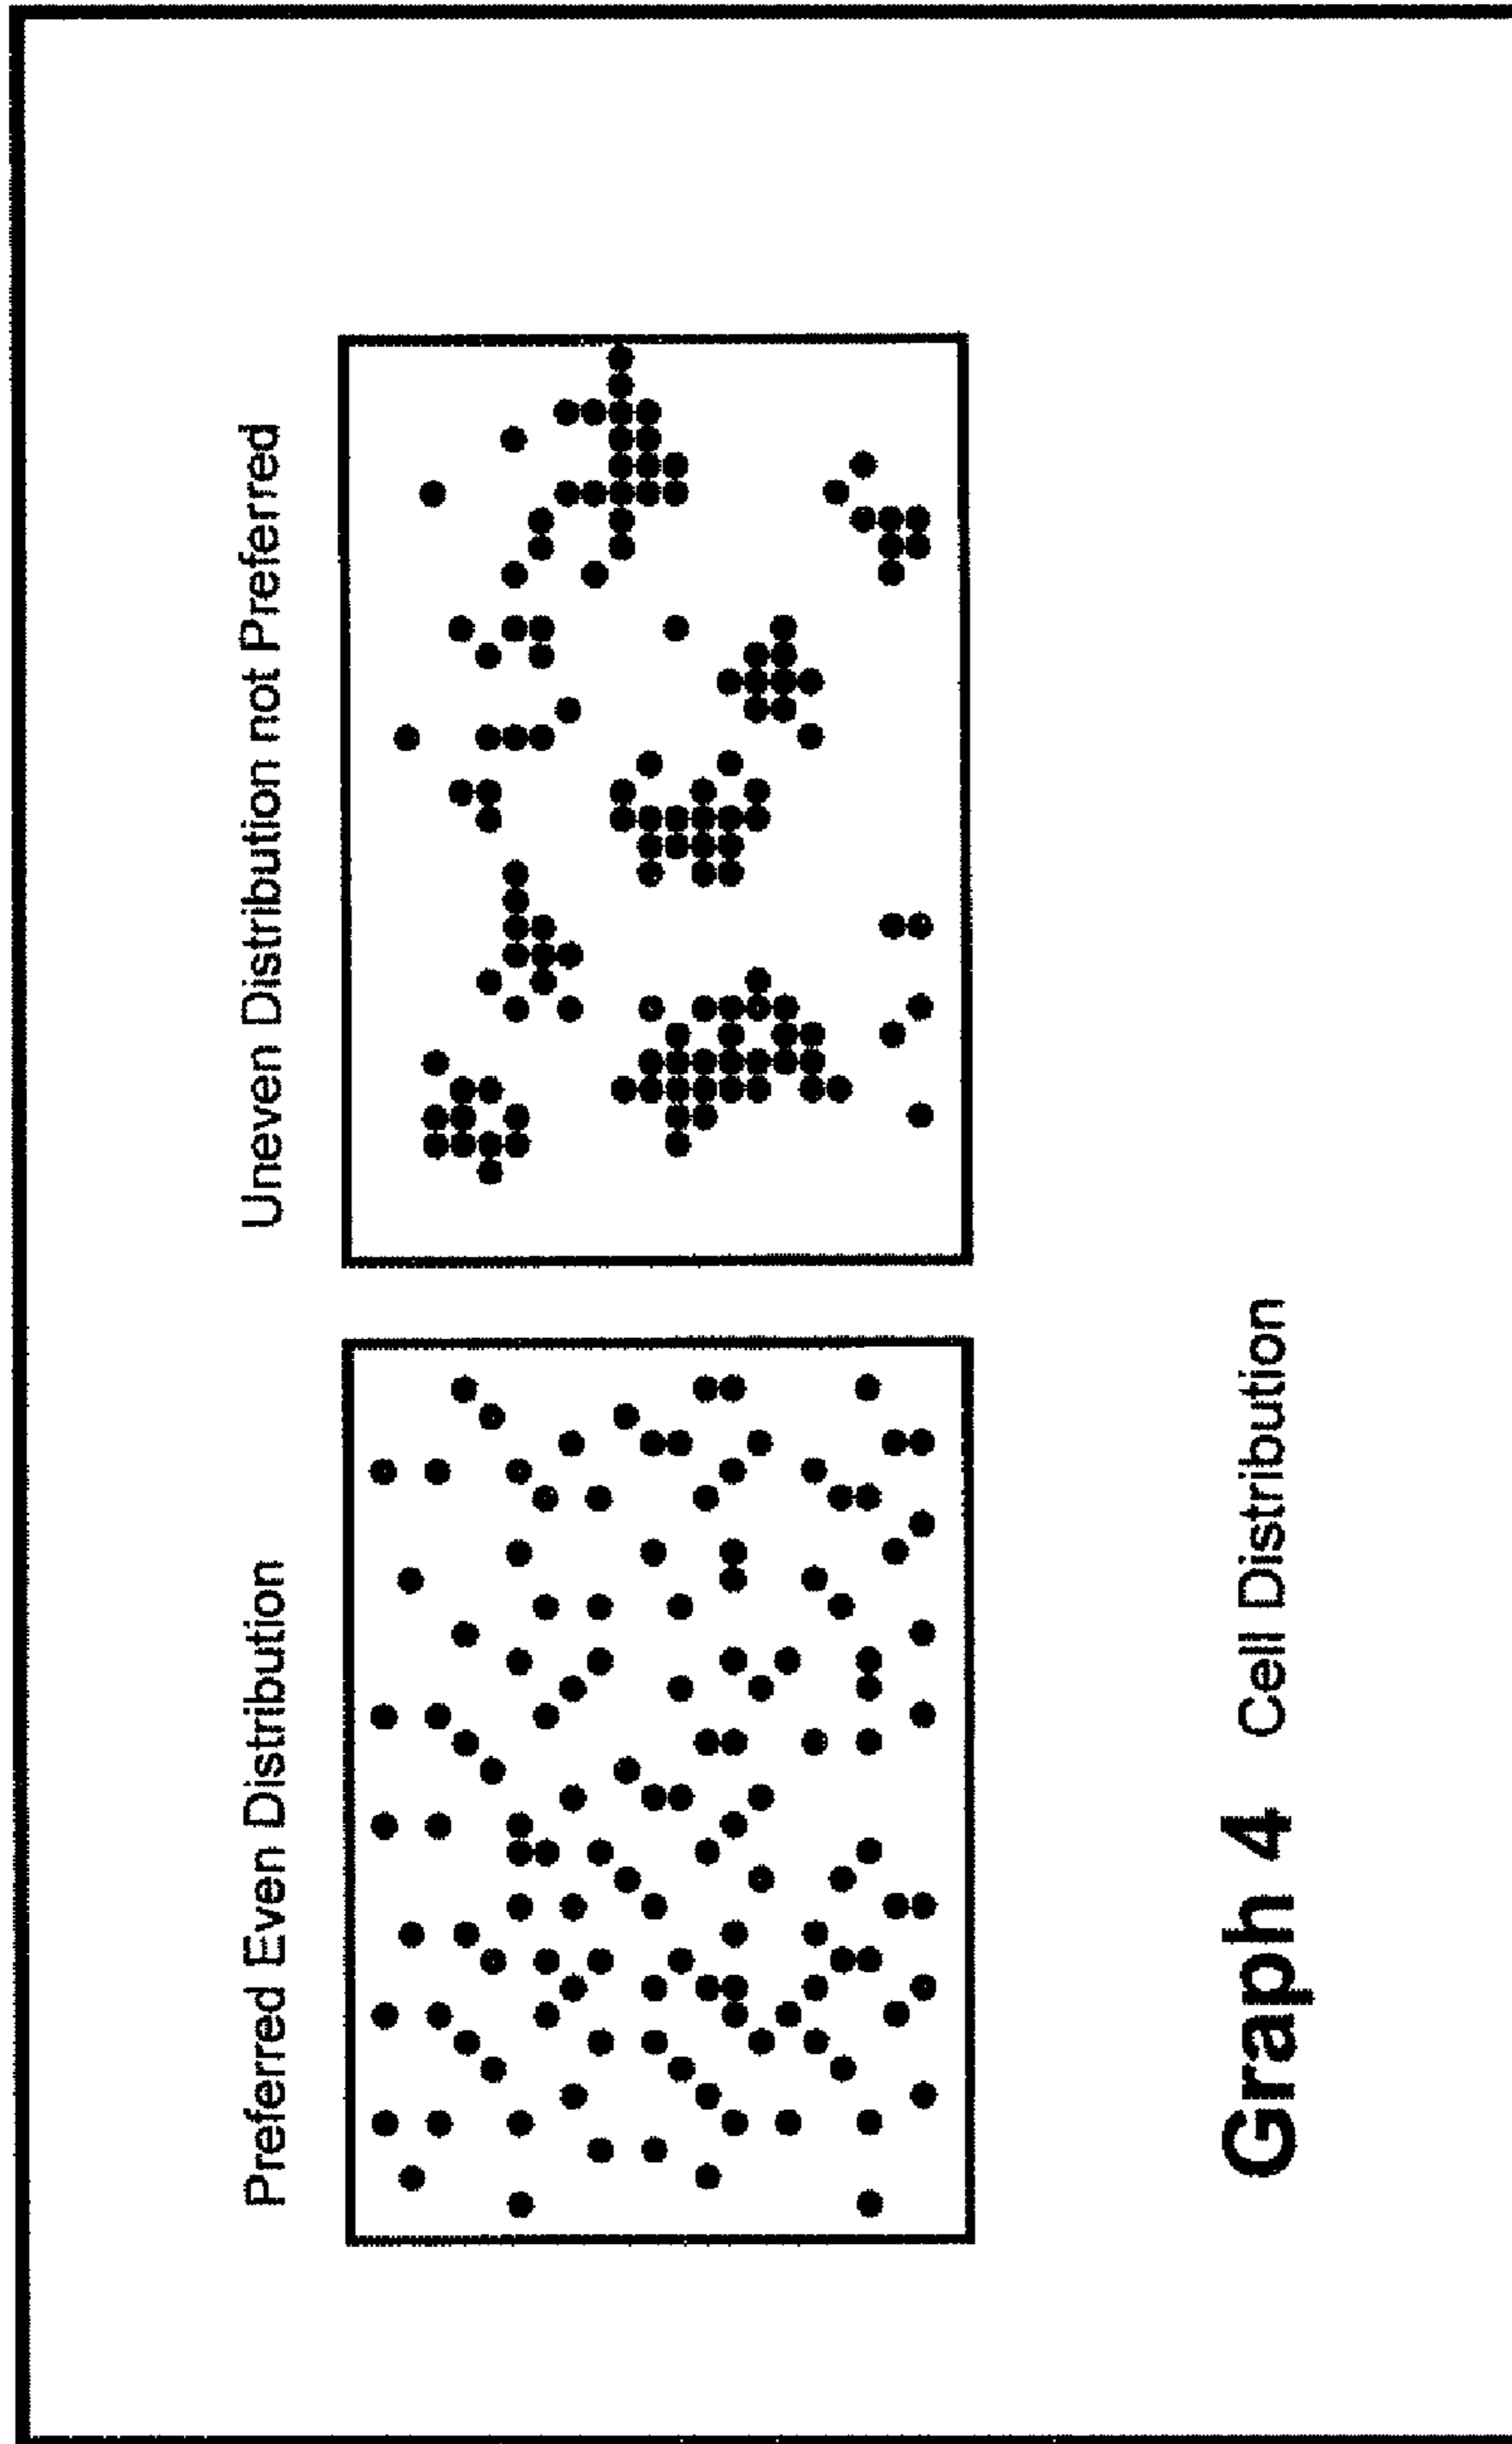 Preferred Even Distribution
Uneven Distribution not Preferred
Graph 4 Cell Distribution